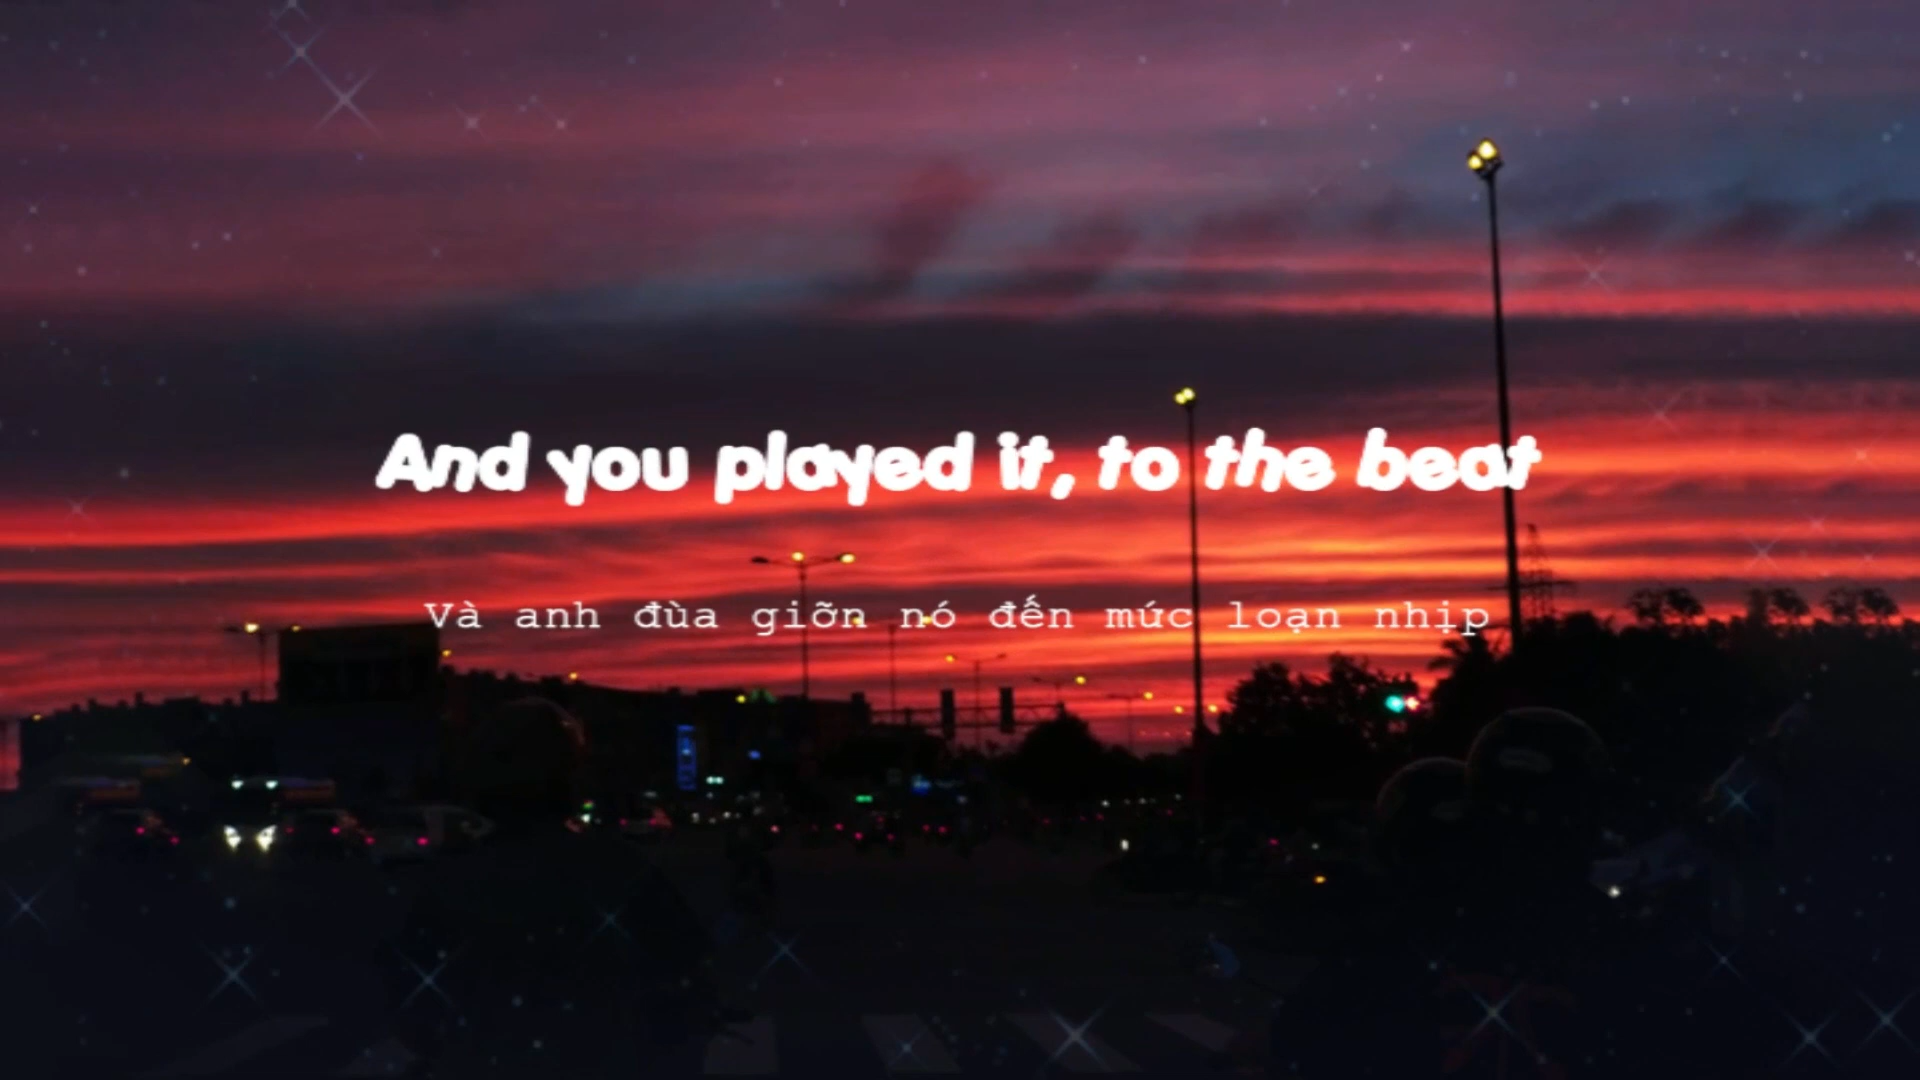 And you played it, to the beat
Và anh đùa giỡn nó đến mức loạn nhịp